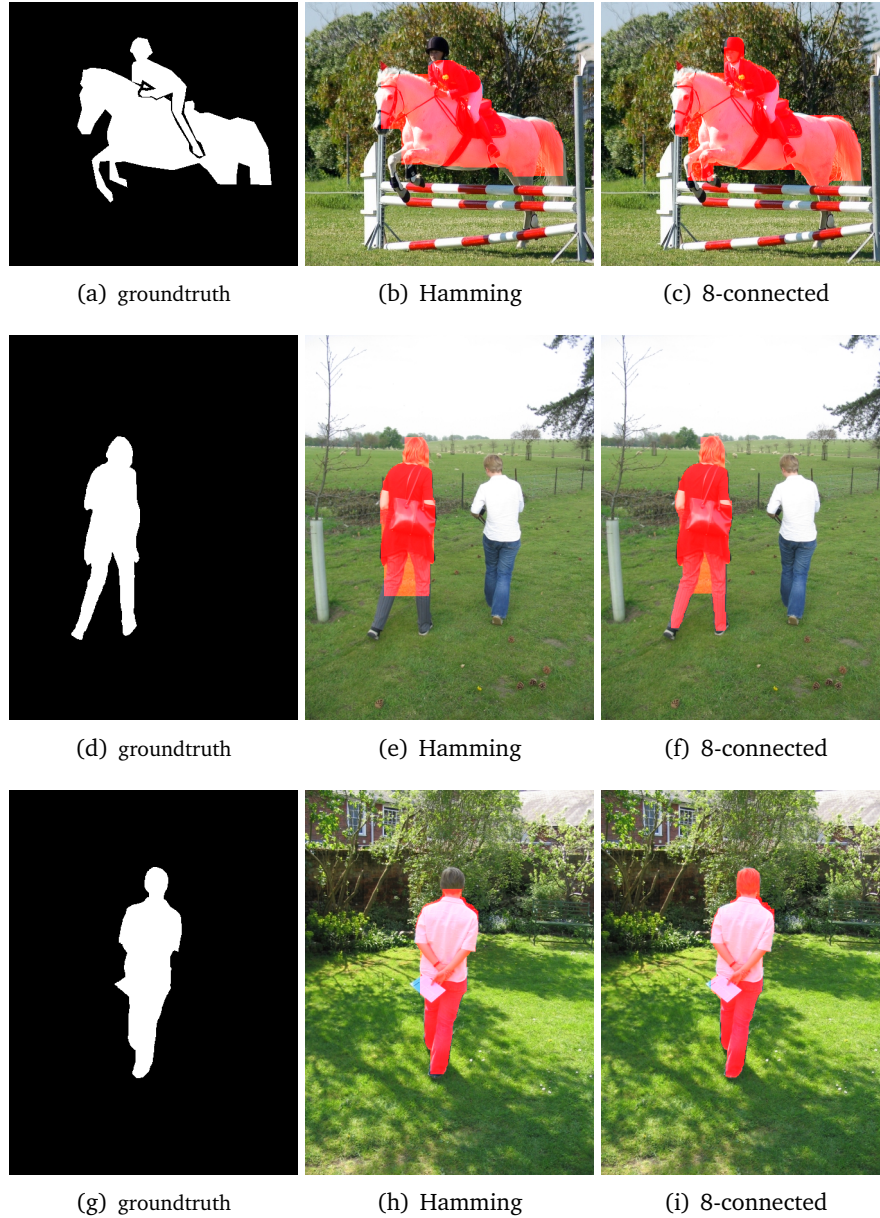 (a) groundtruth
(b) Hamming
(c) 8-connected
(d) groundtruth
(e) Hamming
(f) 8-connected
(g) groundtruth
(h) Hamming
(i) 8-connected